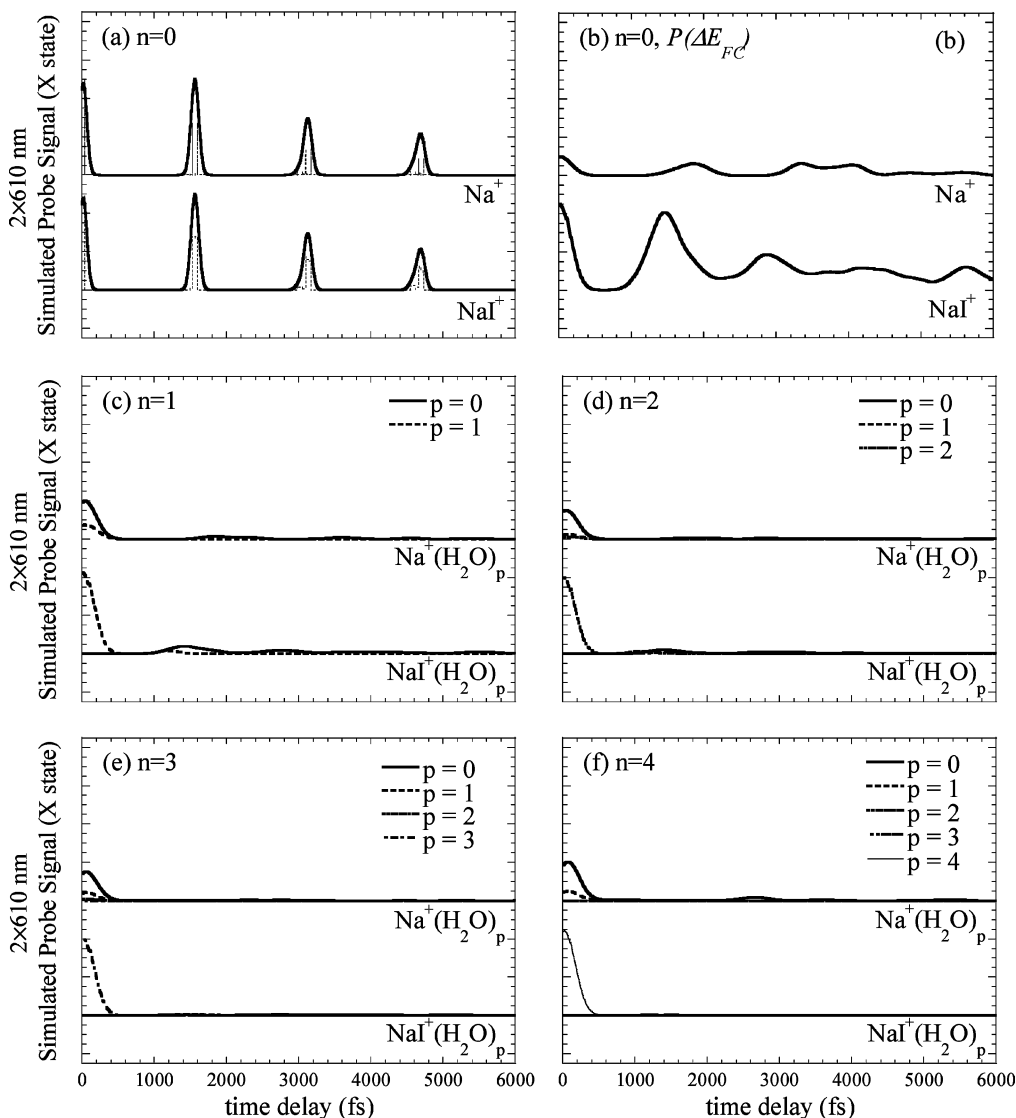 (a) n=0
Na⁺
NaI⁺
2×610 nm
Simulated Probe Signal (X state)
(b) n=0, P(ΔE_FC)
(b)
Na⁺
NaI⁺
(c) n=1
p = 0
p = 1
Na⁺(H₂O)ₚ
NaI⁺(H₂O)ₚ
2×610 nm
Simulated Probe Signal (X state)
(d) n=2
p = 0
p = 1
p = 2
Na⁺(H₂O)ₚ
NaI⁺(H₂O)ₚ
(e) n=3
p = 0
p = 1
p = 2
p = 3
Na⁺(H₂O)ₚ
NaI⁺(H₂O)ₚ
2×610 nm
Simulated Probe Signal (X state)
0 1000 2000 3000 4000 5000 6000
time delay (fs)
(f) n=4
p = 0
p = 1
p = 2
p = 3
p = 4
Na⁺(H₂O)ₚ
NaI⁺(H₂O)ₚ
0 1000 2000 3000 4000 5000 6000
time delay (fs)